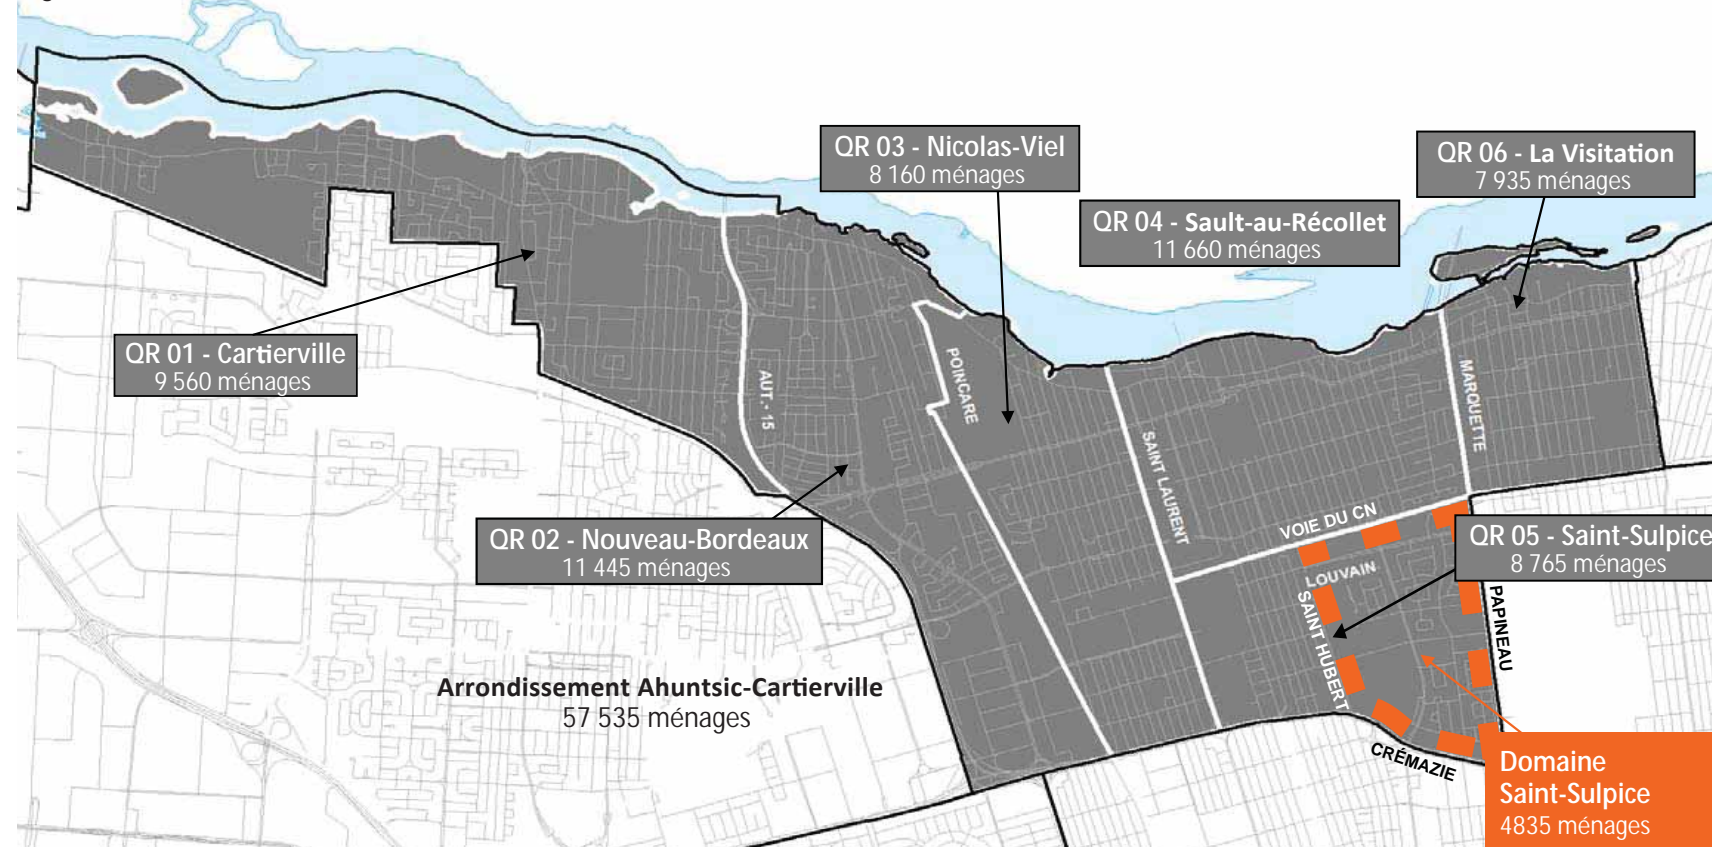 QR 03 - Nicolas-Viel
8 160 ménages
QR 06 - La Visitation
7 935 ménages
QR 04 - Sault-au-Récollet
11 660 ménages
QR 01 - Cartierville
9 560 ménages
AUT.- 15
POINCARE
MARQUETTE
SAINT LAURENT
VOIE DU CN
QR 02 - Nouveau-Bordeaux
11 445 ménages
QR 05 - Saint-Sulpice
8 765 ménages
LOUVAIN
SAINT HUBERT
PAPINEAU
Arrondissement Ahuntsic-Cartierville
57 535 ménages
CRÉMAZIE
Domaine
Saint-Sulpice
4835 ménages